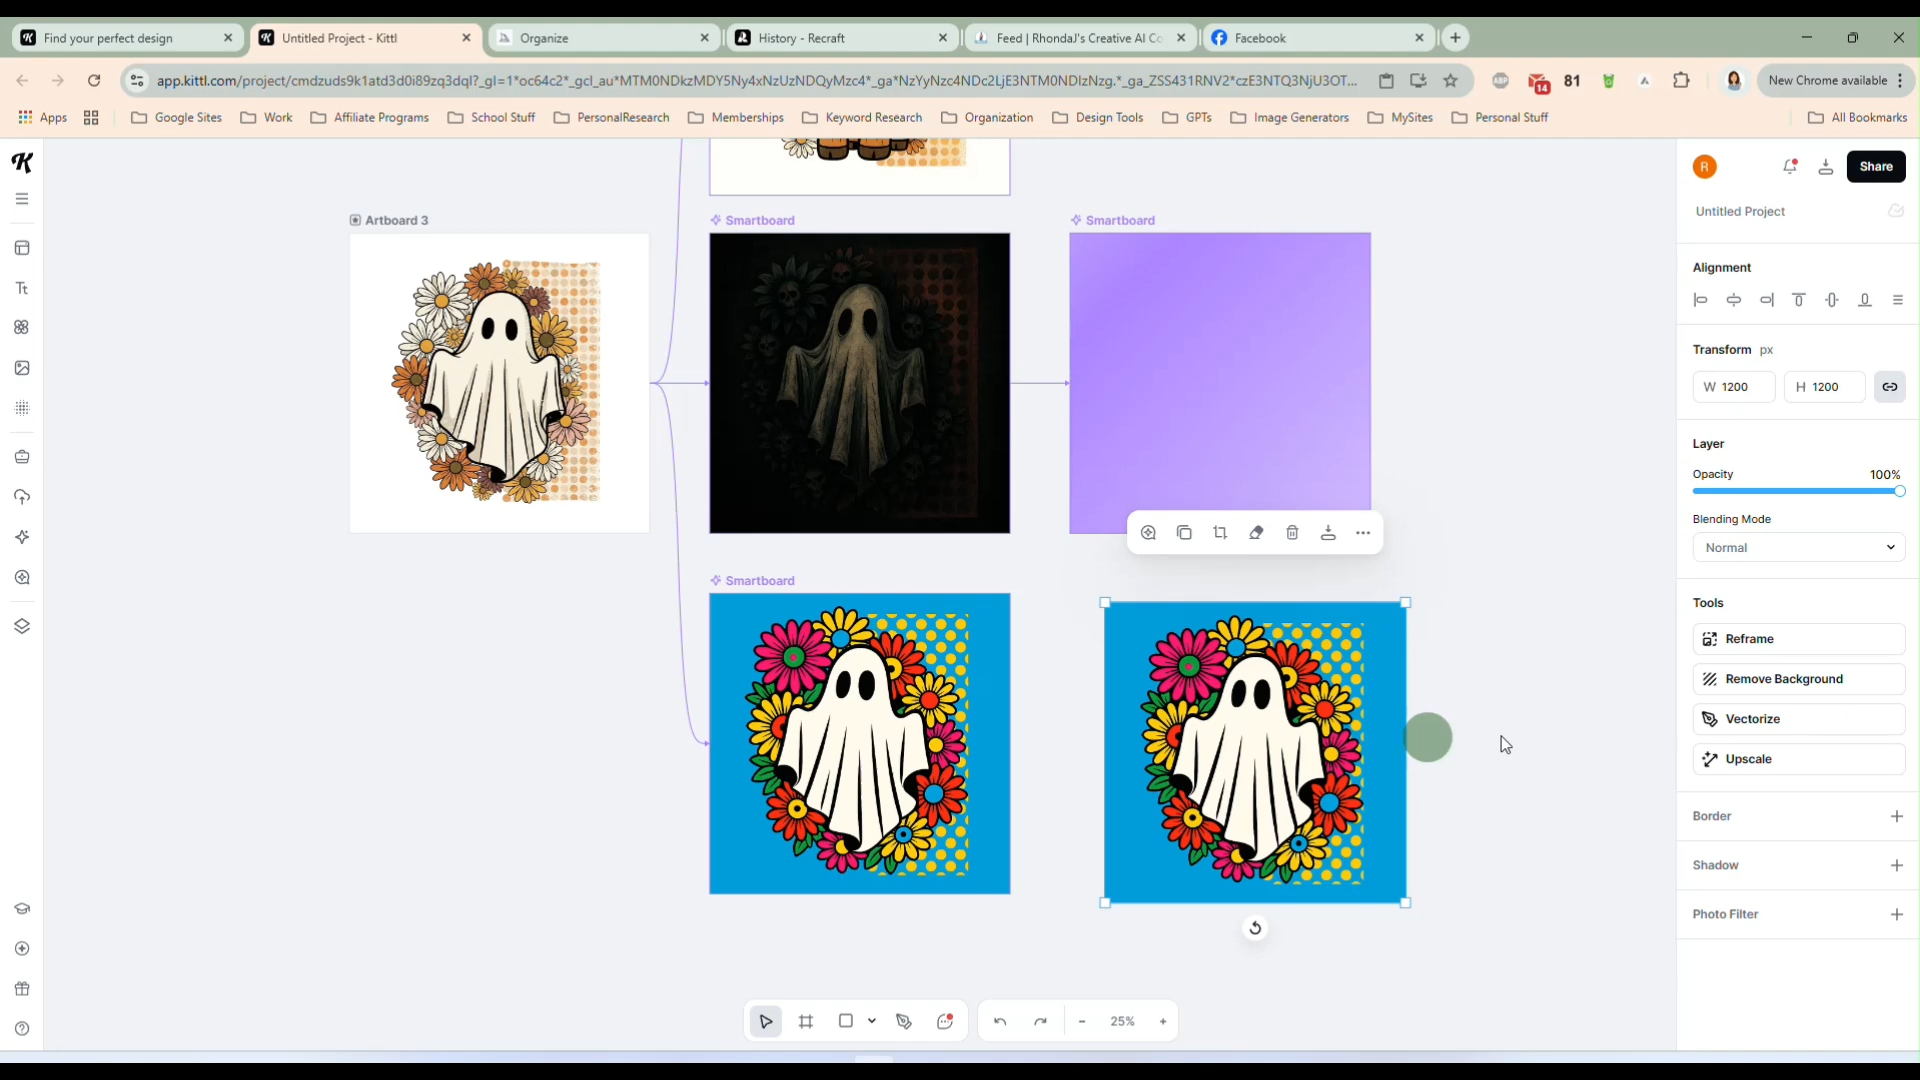 Find your perfect design
Untitled Project - Kittl
Organize
History - Recraft
Feed | RhondaJ's Creative AI Co
Facebook
app.kittl.com/project/cmdzuds9k1atd3d0i89zq3dql?_gl=1*oc64c2*_gcl_au*MTM0NDkzMDY5Ny4xNzUzNDQyMzc4*_ga*NzYyNzc4NDc2LjE3NTM0NDIzNzg.*_ga_ZSS431RNV2*czE3NTQ3NjU3OT...
14
81
New Chrome available
Apps
Google Sites
Work
Affiliate Programs
School Stuff
PersonalResearch
Memberships
Keyword Research
Organization
Design Tools
GPTs
Image Generators
MySites
Personal Stuff
All Bookmarks
R
Share
Untitled Project
Artboard 3
Smartboard
Smartboard
Smartboard
Alignment
Transform px
W 1200
H 1200
Layer
Opacity 100%
Blending Mode
Normal
Tools
Reframe
Remove Background
Vectorize
Upscale
Border
Shadow
Photo Filter
Tt
25%